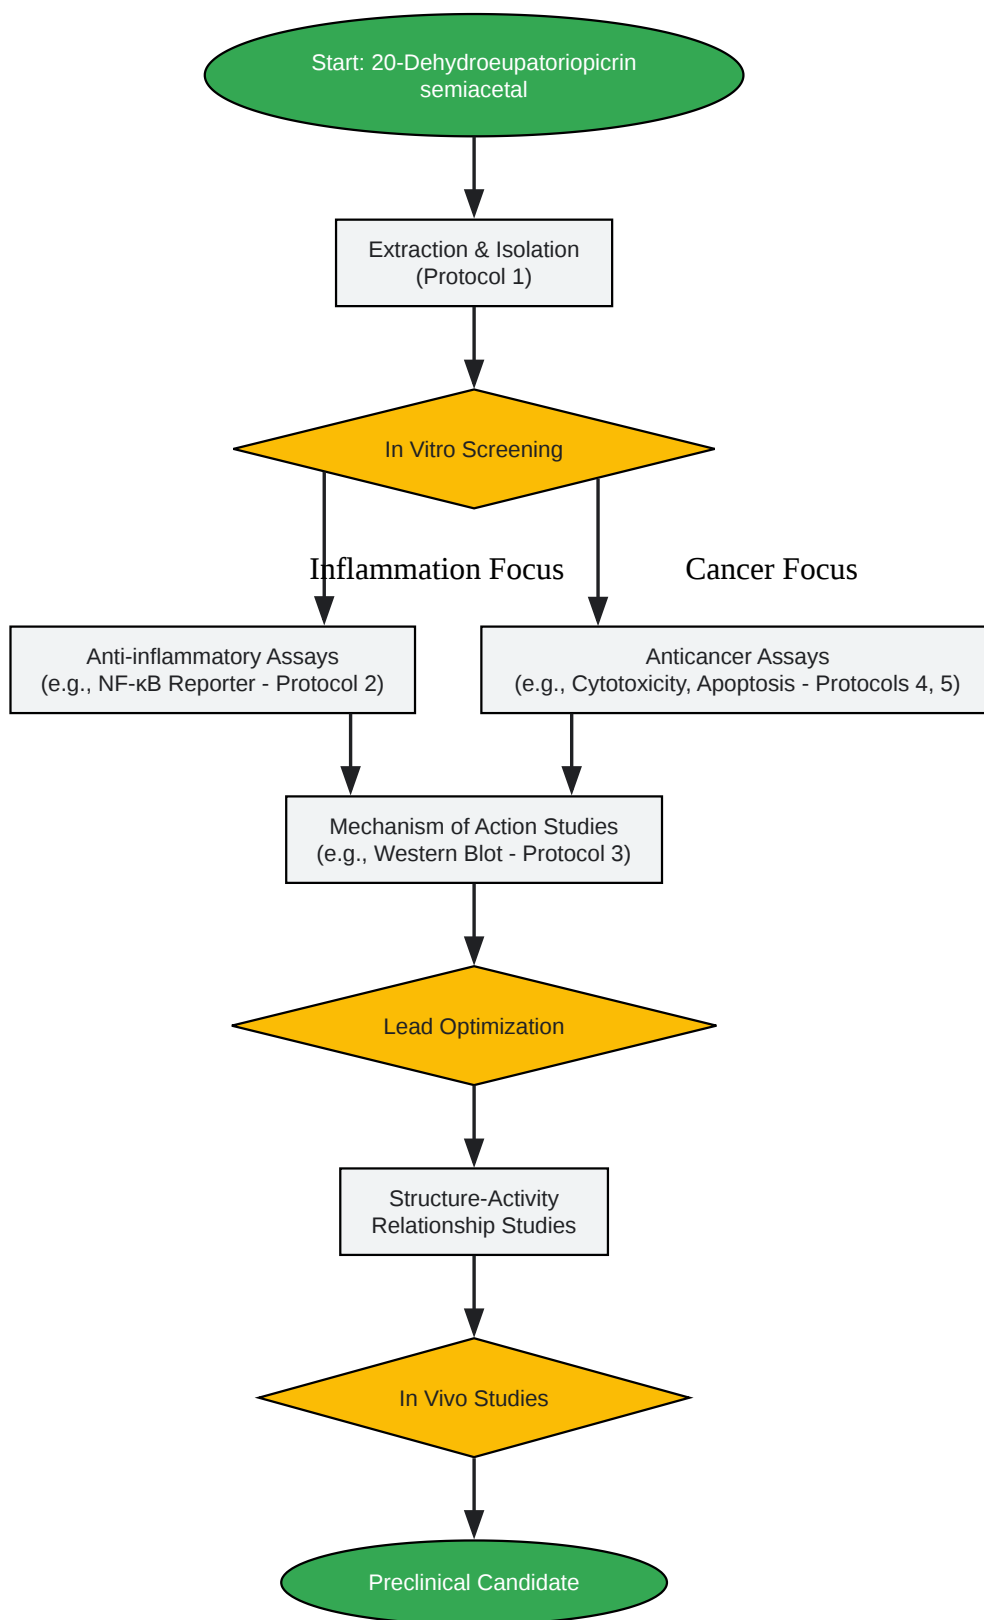 Start: 20-Dehydroeupatoriopicrin
semiacetal
Extraction & Isolation
(Protocol 1)
In Vitro Screening
Inflammation Focus
Cancer Focus
Anti-inflammatory Assays
(e.g., NF-κB Reporter - Protocol 2)
Anticancer Assays
(e.g., Cytotoxicity, Apoptosis - Protocols 4, 5)
Mechanism of Action Studies
(e.g., Western Blot - Protocol 3)
Lead Optimization
Structure-Activity
Relationship Studies
In Vivo Studies
Preclinical Candidate